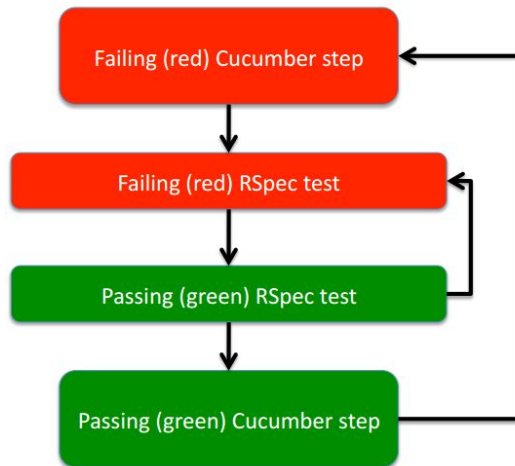 Failing (red) Cucumber step
Failing (red) RSpec test
Passing (green) RSpec test
Passing (green) Cucumber step